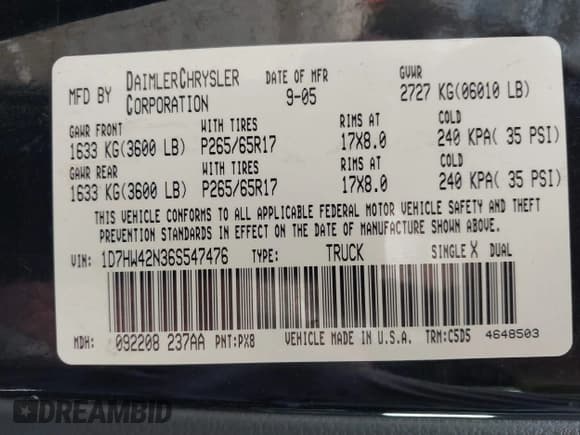 MFD BY DAIMLERCHRYSLER CORPORATION DATE OF MFR 9-05 GVWR 2727 KG(06010 LB)
GAWR FRONT WITH TIRES RIMS AT COLD
1633 KG(3600 LB) P265/65R17 17X8.0 240 KPA( 35 PSI)
GAWR REAR WITH TIRES RIMS AT COLD
1633 KG(3600 LB) P265/65R17 17X8.0 240 KPA( 35 PSI)
THIS VEHICLE CONFORMS TO ALL APPLICABLE FEDERAL MOTOR VEHICLE SAFETY AND THEFT
PREVENTION STANDARDS IN EFFECT ON THE DATE OF MANUFACTURE SHOWN ABOVE.
VIN: 1D7HW42N36S547476 TYPE: TRUCK SINGLE X DUAL
MDH: 092208 237AA PNT:PX8 VEHICLE MADE IN U.S.A. TRM:C5D5 4648503
DREAMBID